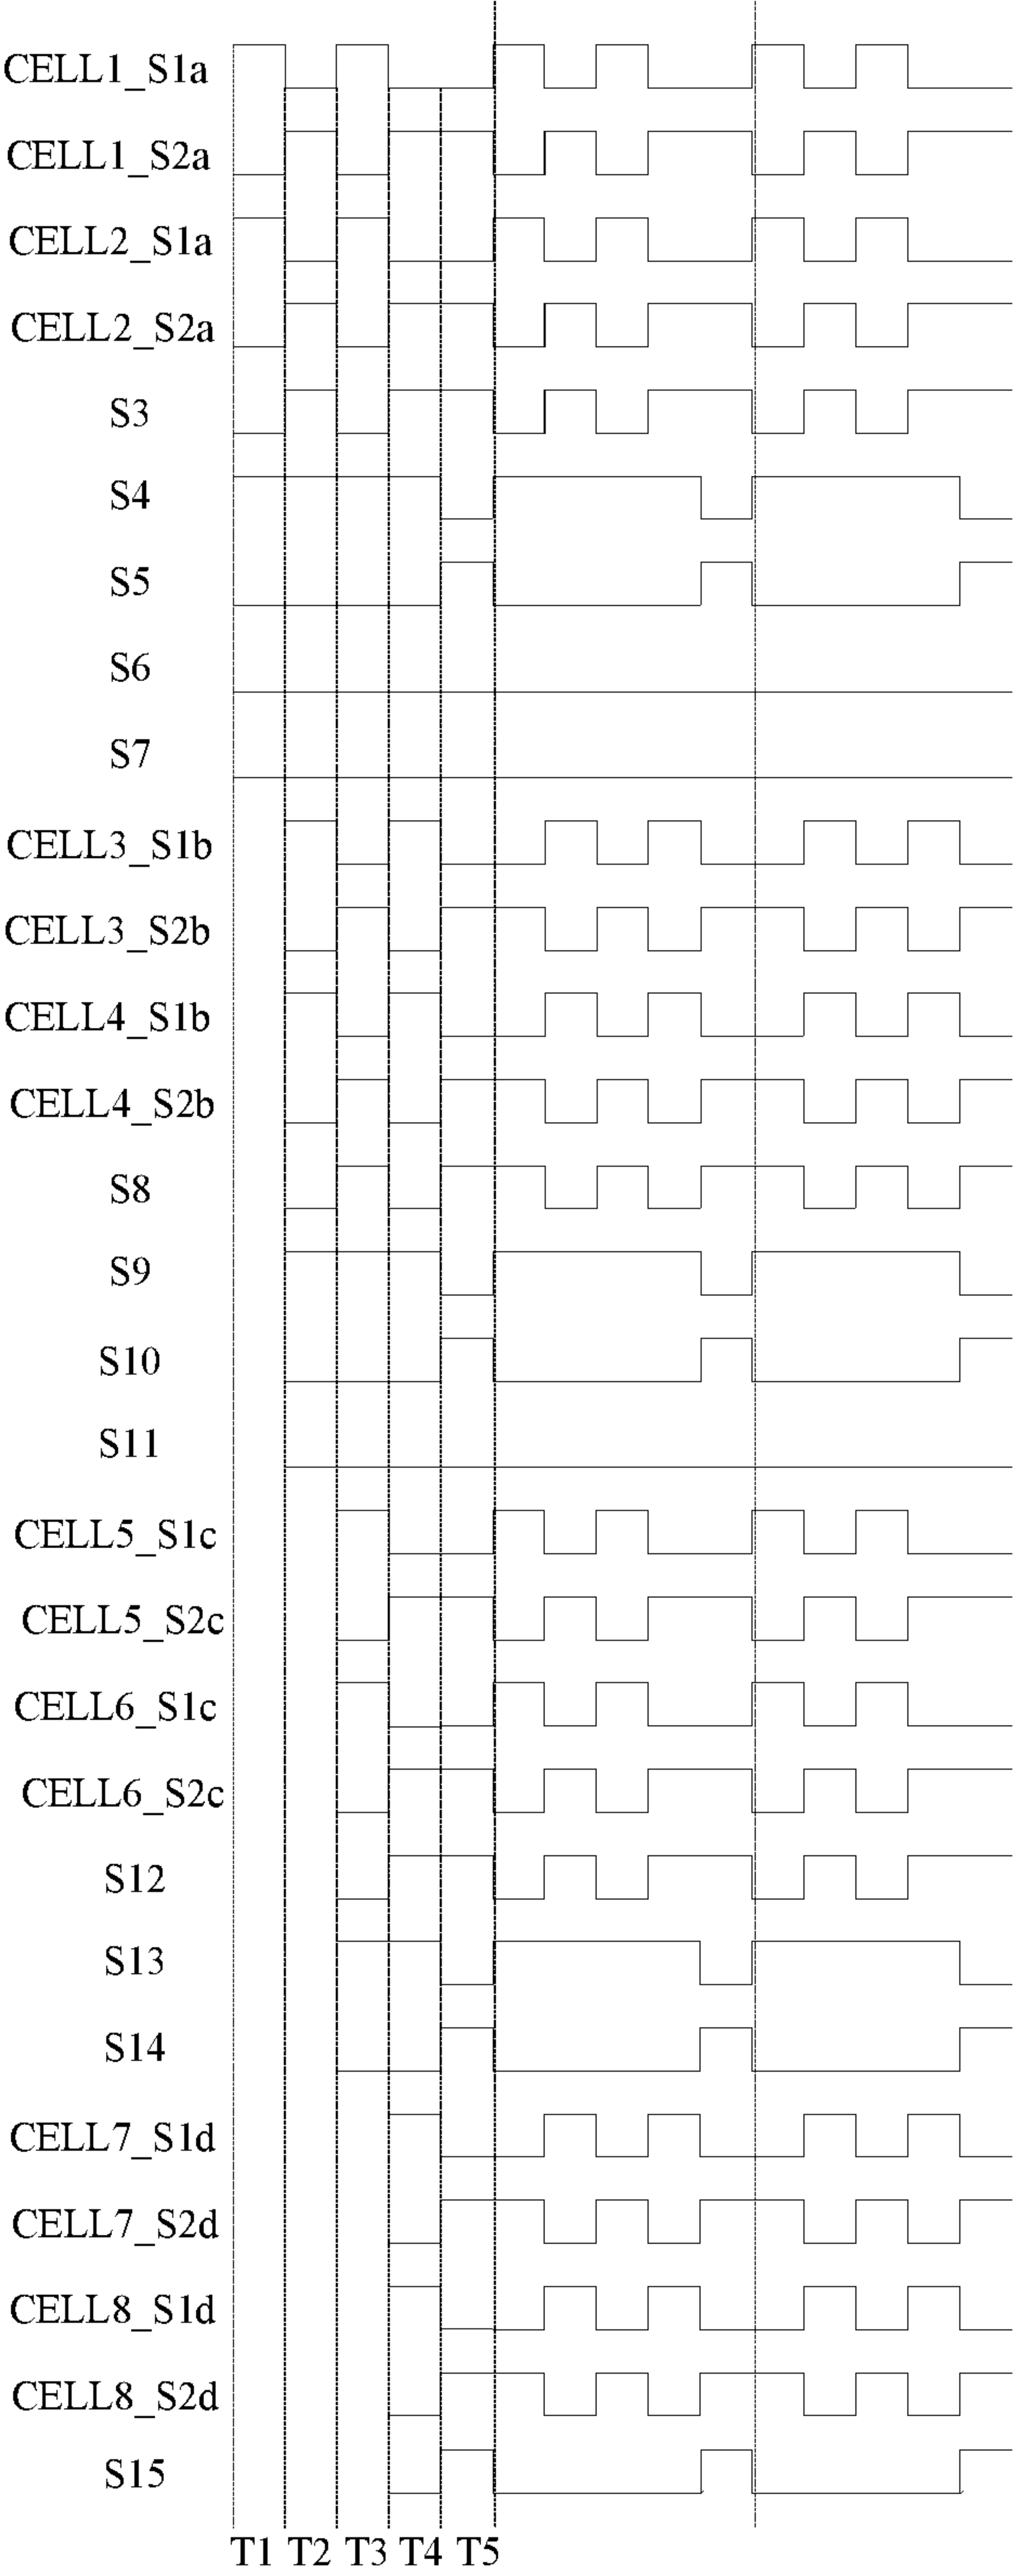 CELL1_S1a
CELL1_S2a
CELL2_S1a
CELL2_S2a
S3
S4
S5
S6
S7
CELL3_S1b
CELL3_S2b
CELL4_S1b
CELL4_S2b
S8
S9
S10
S11
CELL5_S1c
CELL5_S2c
CELL6_S1c
CELL6_S2c
S12
S13
S14
CELL7_S1d
CELL7_S2d
CELL8_S1d
CELL8_S2d
S15
T1 T2 T3 T4 T5